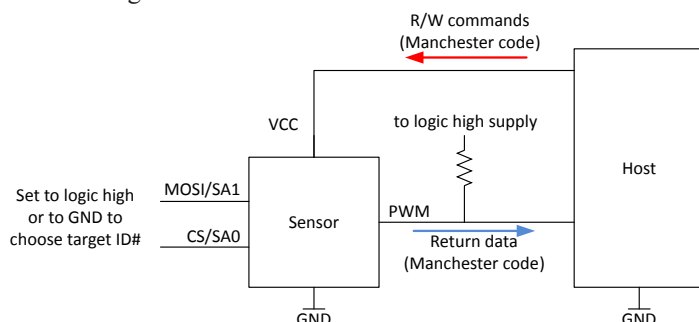 R/W commands
(Manchester code)
VCC
to logic high supply
Host
MOSI/SA1
Set to logic high
or to GND to
choose target ID#
Sensor
PWM
CS/SA0
Return data
(Manchester code)
GND
GND